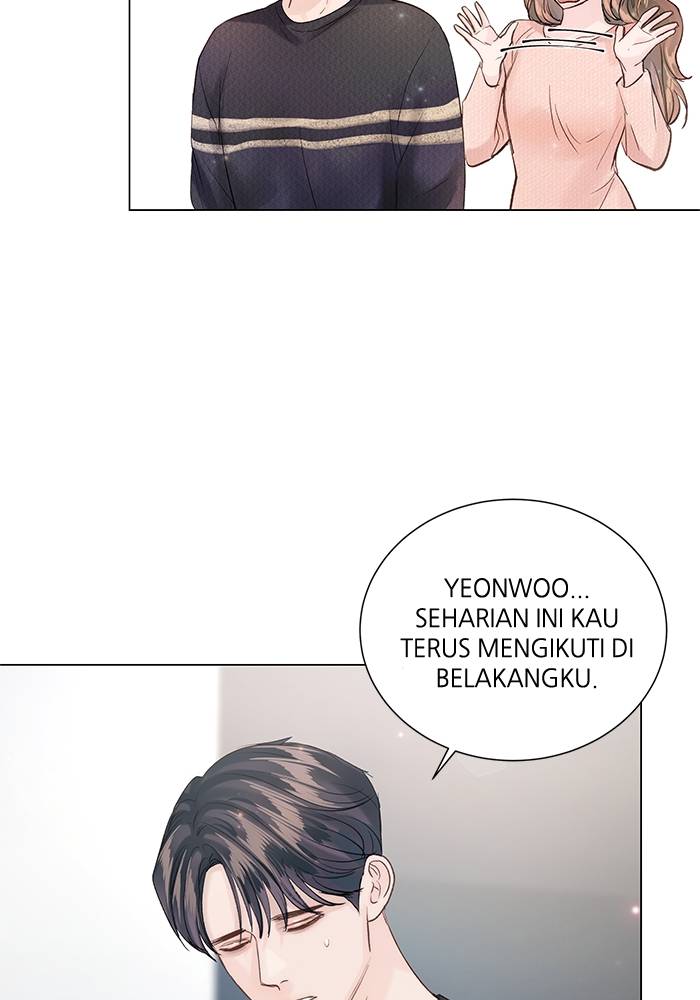 YEONWOO...
SEHARIAN INI KAU
TERUS MENGIKUTI DI
BELAKANGKU.